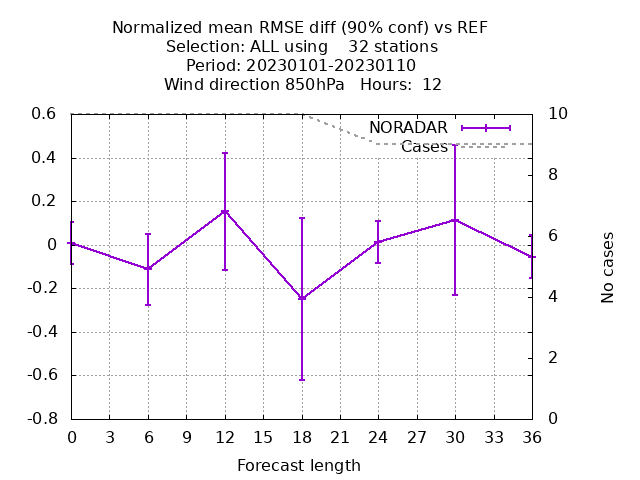 Normalized mean RMSE diff (90% conf) vs REF
Selection: ALL using    32 stations
Period: 20230101-20230110
Wind direction 850hPa   Hours:  12
NORADAR
Cases
0.6
0.4
0.2
0
-0.2
-0.4
-0.6
-0.8
10
8
6
4
2
0
No cases
0 3 6 9 12 15 18 21 24 27 30 33 36
Forecast length